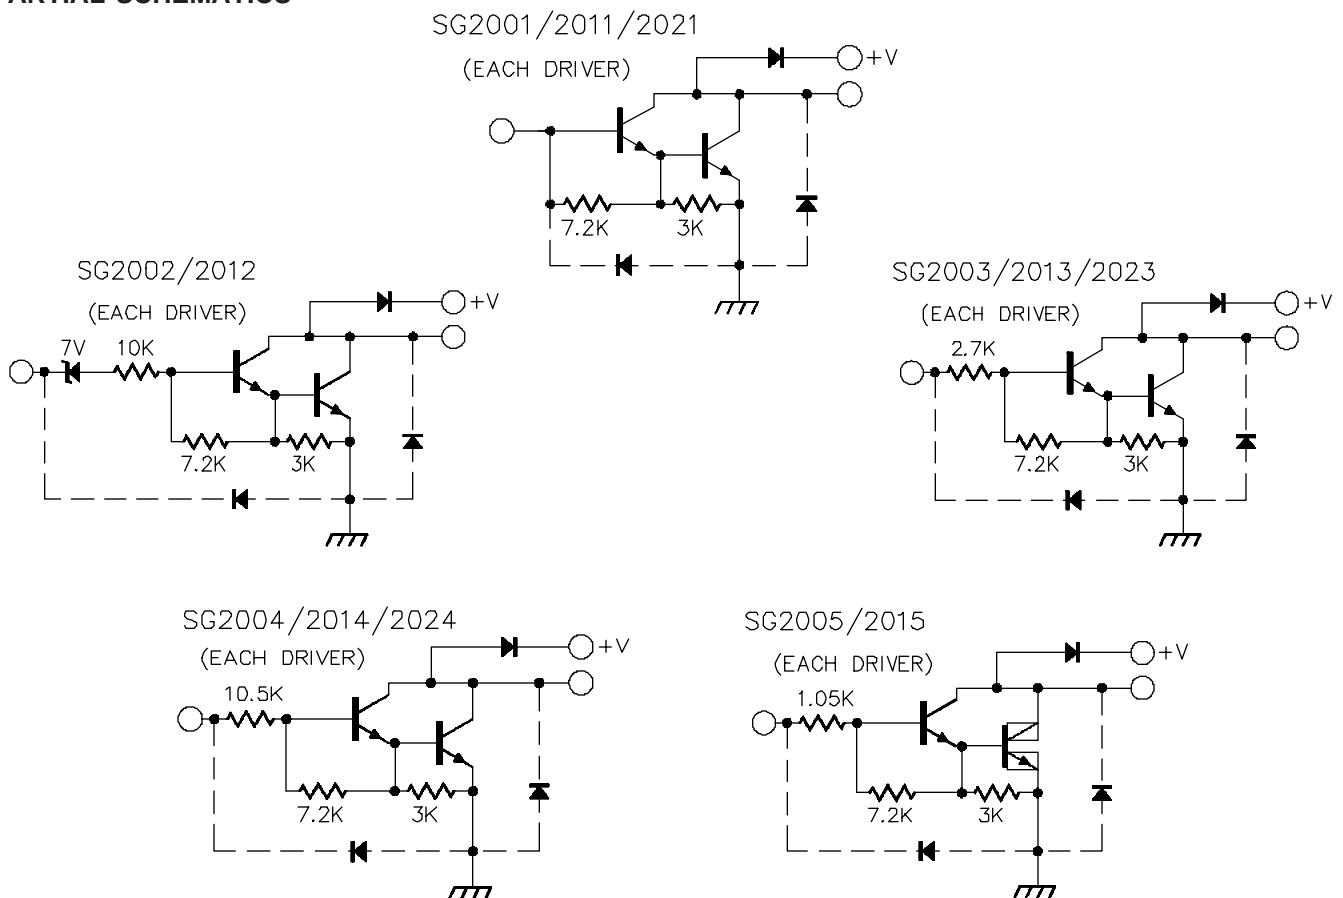 SG2001/2011/2021
(EACH DRIVER)
+V
7.2K
3K
SG2002/2012
(EACH DRIVER)
+V
7V
10K
7.2K
3K
SG2003/2013/2023
(EACH DRIVER)
+V
2.7K
7.2K
3K
SG2004/2014/2024
(EACH DRIVER)
+V
10.5K
7.2K
3K
SG2005/2015
(EACH DRIVER)
+V
1.05K
7.2K
3K